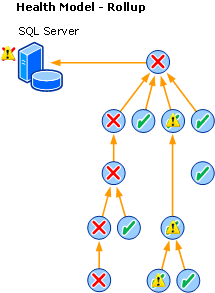 Health Model - Rollup
SQL Server